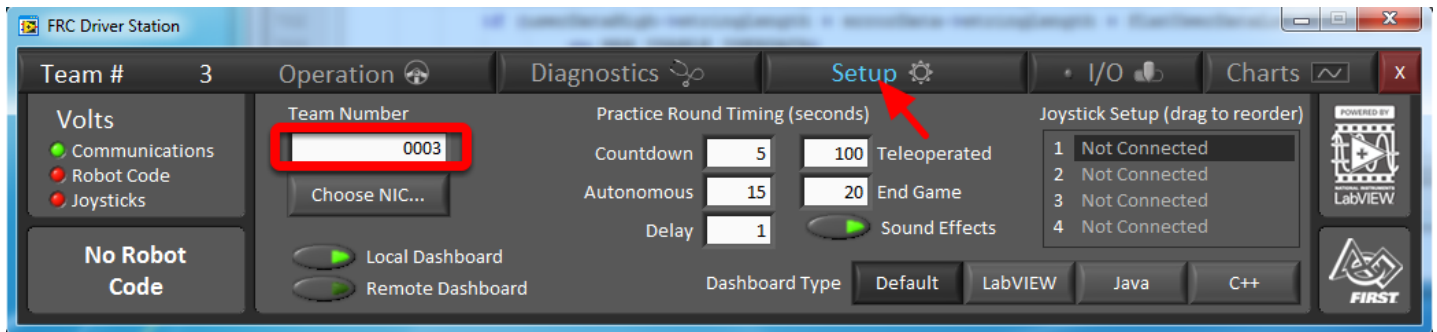 FRC Driver Station
Team # 3
Operation
Diagnostics
Setup
I/O
Charts
X
Volts
Communications
Robot Code
Joysticks
No Robot
Code
Team Number
0003
Choose NIC...
Local Dashboard
Remote Dashboard
Practice Round Timing (seconds)
Countdown 5 100 Teleoperated
Autonomous 15 20 End Game
Delay 1 Sound Effects
Dashboard Type Default LabVIEW Java C++
Joystick Setup (drag to reorder)
1 Not Connected
2 Not Connected
3 Not Connected
4 Not Connected
POWERED BY
NATIONAL INSTRUMENTS
LabVIEW
FIRST